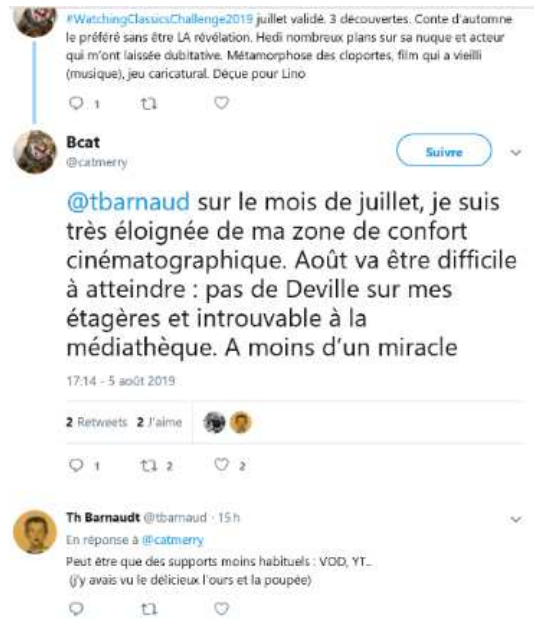 #WatchingClassicsChallenge2019 juillet validé. 3 découvertes. Conte d'automne
le préféré sans être LA révélation. Hedi nombreux plans sur sa nuque et acteur
qui m'ont laissée dubitative. Métamorphose des cloportes, film qui a vieilli
(musique), jeu caricatural. Déçue pour Lino
1
Bcat
@catmerry
Suivre
@tbarnaud sur le mois de juillet, je suis
très éloignée de ma zone de confort
cinématographique. Août va être difficile
à atteindre : pas de Deville sur mes
étagères et introuvable à la
médiathèque. A moins d'un miracle
17:14 - 5 août 2019
2 Retweets 2 J'aime
1 2 2
Th Barnaudt @tbarnaud · 15 h
En réponse à @catmerry
Peut être que des supports moins habituels : VOD, YT...
(j'y avais vu le délicieux l'ours et la poupée)